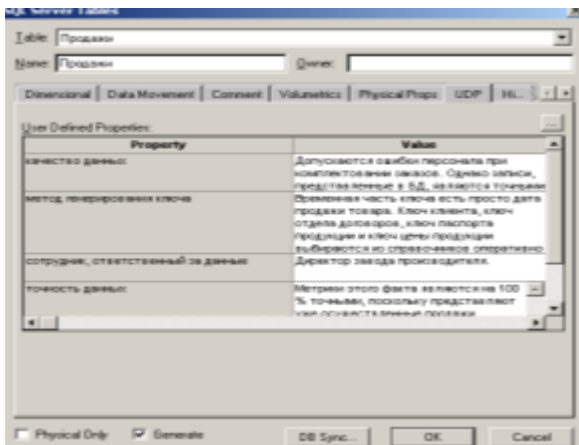 SQL Server Tables
Table: Продажи
Name: Продажи Owner:
Dimensional Data Movement Comment Volumetrics Physical Props UDP Hi...
User Defined Properties:
Property Value
качество данных Допускаются ошибки персонала при
комплектовании заказов. Однако записи,
представленные в БД, являются точными
метод генерирования ключа Временная часть ключа есть просто дата
продажи товара. Ключ клиента, ключ
отдела договоров, ключ паспорта
продукции и ключ цены продукции
выбираются из справочников оперативно
сотрудник, ответственный за данные Директор завода производителя.
точность данных Метрики этого факта являются на 100 ...
% точными, поскольку представляют
уже осуществленные продажи
Physical Only Generate DB Sync... OK Cancel